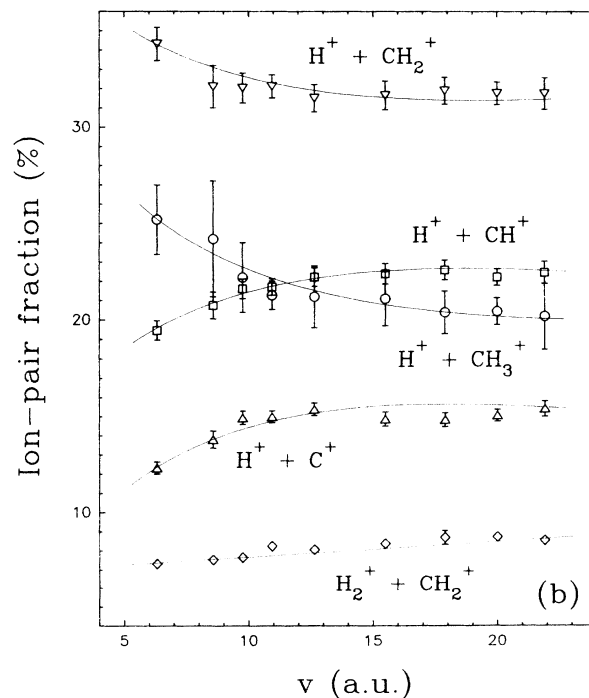 Ion-pair fraction (%)
30
20
10
H⁺ + CH₂⁺
H⁺ + CH⁺
H⁺ + CH₃⁺
H⁺ + C⁺
H₂⁺ + CH₂⁺
(b)
5 10 15 20
v (a.u.)